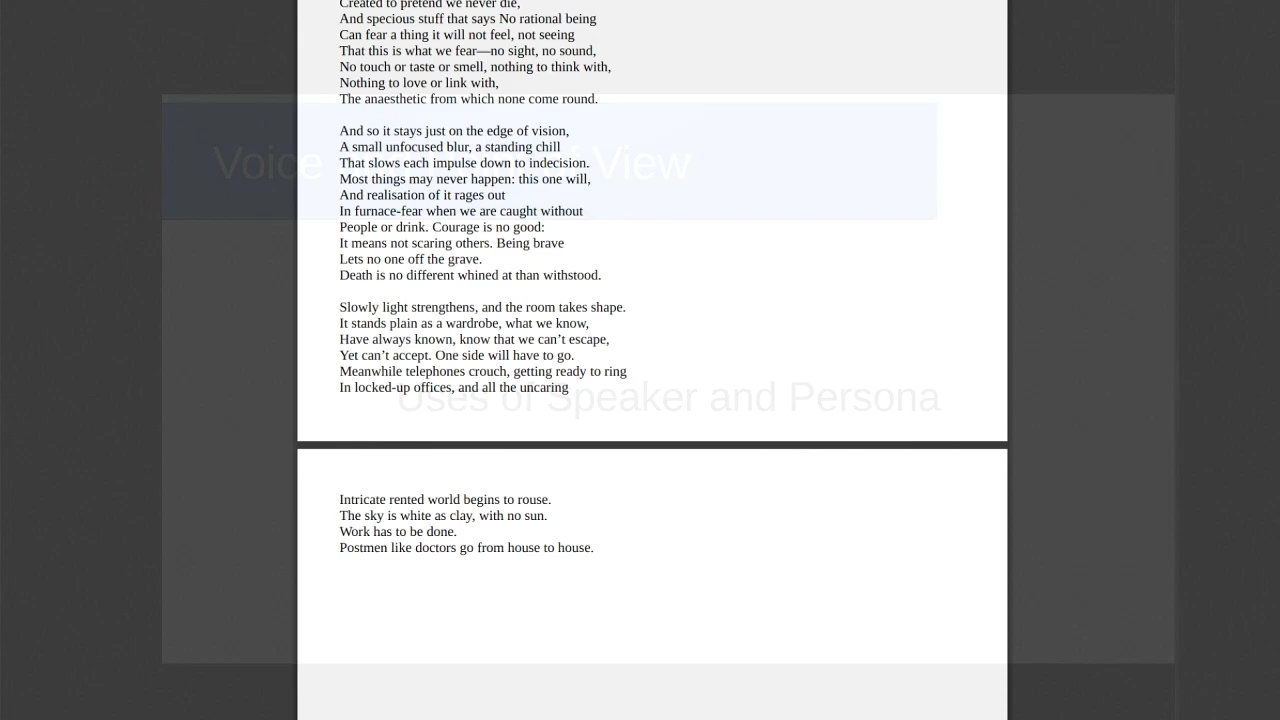 Created to pretend we never die,
And specious stuff that says No rational being
Can fear a thing it will not feel, not seeing
That this is what we fear—no sight, no sound,
No touch or taste or smell, nothing to think with,
Nothing to love or link with,
The anaesthetic from which none come round.
And so it stays just on the edge of vision,
A small unfocused blur, a standing chill
That slows each impulse down to indecision.
Most things may never happen: this one will,
And realisation of it rages out
In furnace-fear when we are caught without
People or drink. Courage is no good:
It means not scaring others. Being brave
Lets no one off the grave.
Death is no different whined at than withstood.
Slowly light strengthens, and the room takes shape.
It stands plain as a wardrobe, what we know,
Have always known, know that we can’t escape,
Yet can’t accept. One side will have to go.
Meanwhile telephones crouch, getting ready to ring
In locked-up offices, and all the uncaring
Intricate rented world begins to rouse.
The sky is white as clay, with no sun.
Work has to be done.
Postmen like doctors go from house to house.
Voice View
Uses of Speaker and Persona